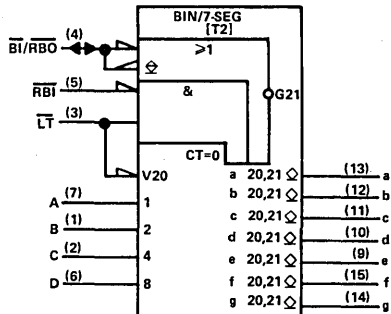 BIN/7-SEG
[T2]
BI/RBO (4) ≥1
G21
RBI (5) &
LT (3)
CT=0
V20
A (7) 1
B (1) 2
C (2) 4
D (6) 8
a 20,21 (13) a
b 20,21 (12) b
c 20,21 (11) c
d 20,21 (10) d
e 20,21 (9) e
f 20,21 (15) f
g 20,21 (14) g